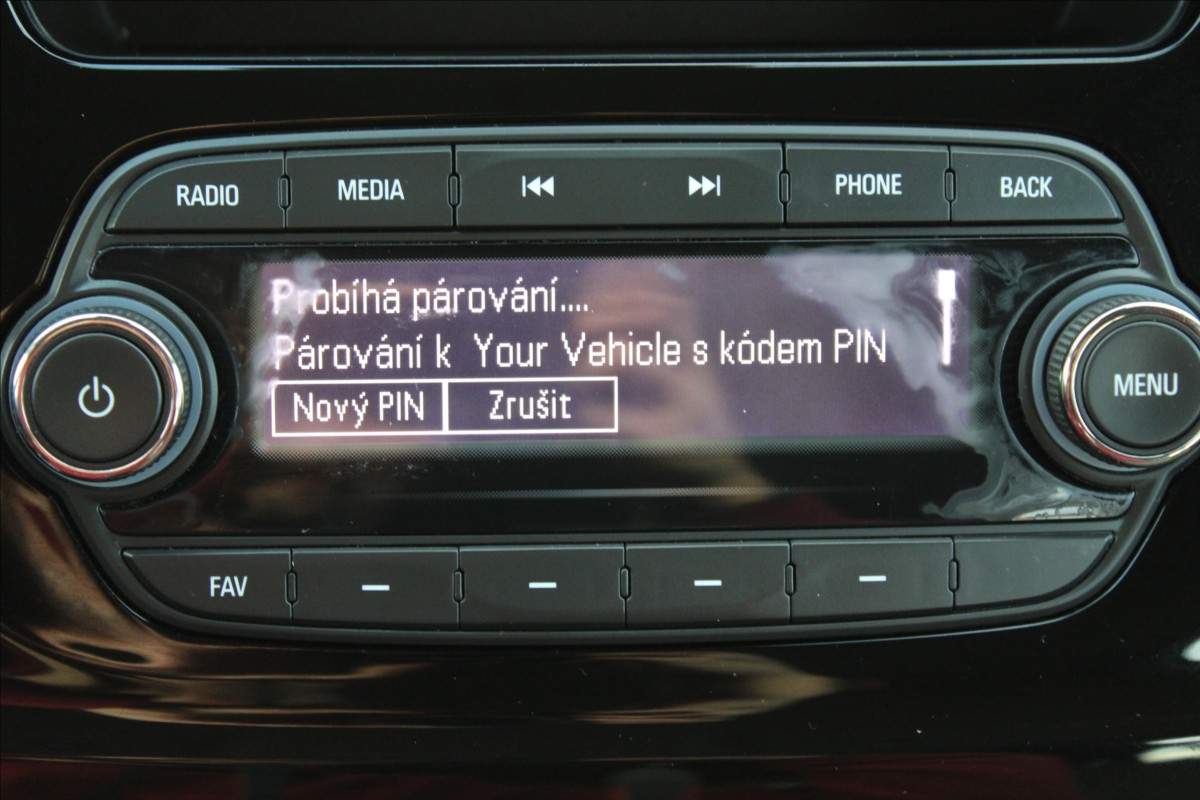 RADIO MEDIA PHONE BACK
Probíhá párování....
Párování k Your Vehicle s kódem PIN
Nový PIN Zrušit
MENU
FAV